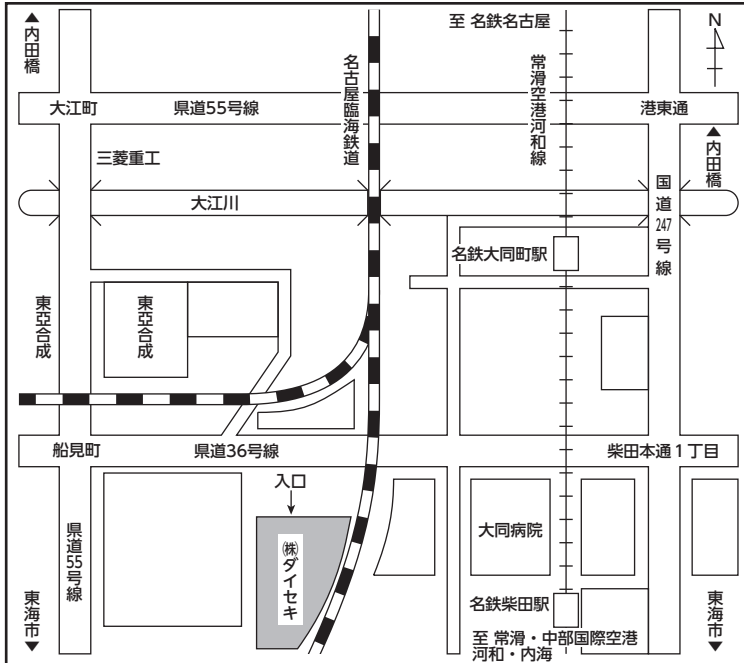 ▲内田橋
至 名鉄名古屋
N
名古屋臨海鉄道
常滑空港河和線
大江町
県道55号線
港東通
▲内田橋
三菱重工
国道247号線
大江川
名鉄大同町駅
東亞合成
東亞合成
船見町
県道36号線
柴田本通1丁目
入口
㈱ダイセキ
大同病院
県道55号線
東海市▼
名鉄柴田駅
東海市▼
至 常滑・中部国際空港
河和・内海